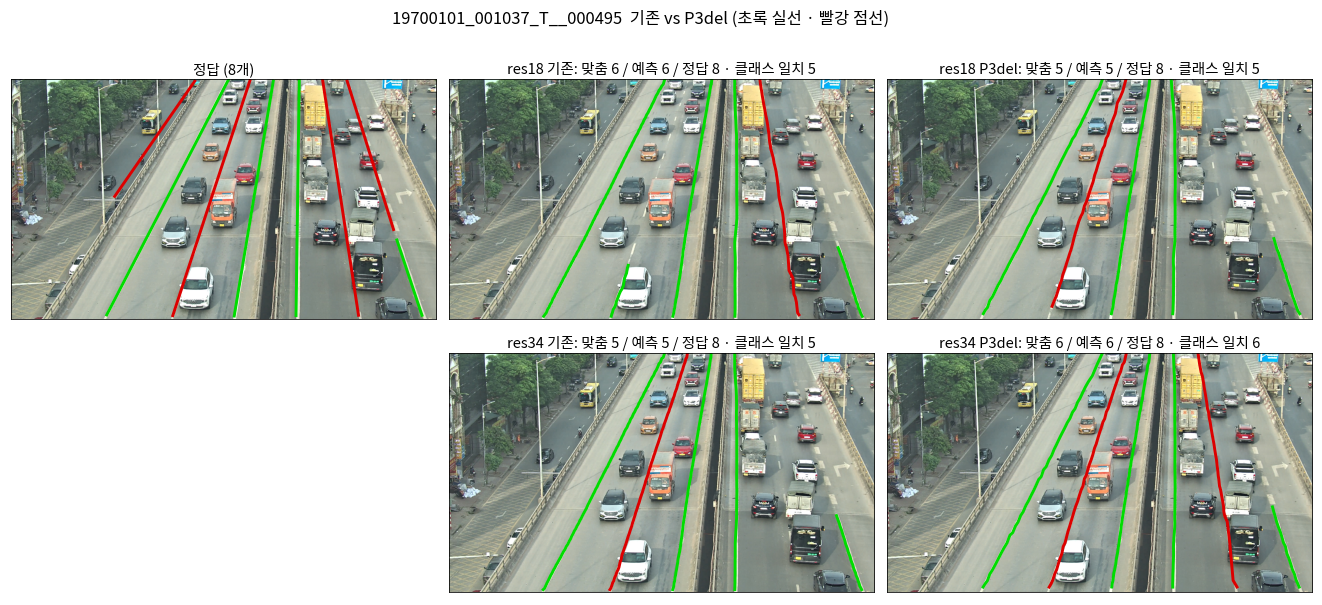 19700101_001037_T__000495  기존 vs P3del (초록 실선 · 빨강 점선)
정답 (8개)
res18 기존: 맞춤 6 / 예측 6 / 정답 8 · 클래스 일치 5
res18 P3del: 맞춤 5 / 예측 5 / 정답 8 · 클래스 일치 5
res34 기존: 맞춤 5 / 예측 5 / 정답 8 · 클래스 일치 5
res34 P3del: 맞춤 6 / 예측 6 / 정답 8 · 클래스 일치 6